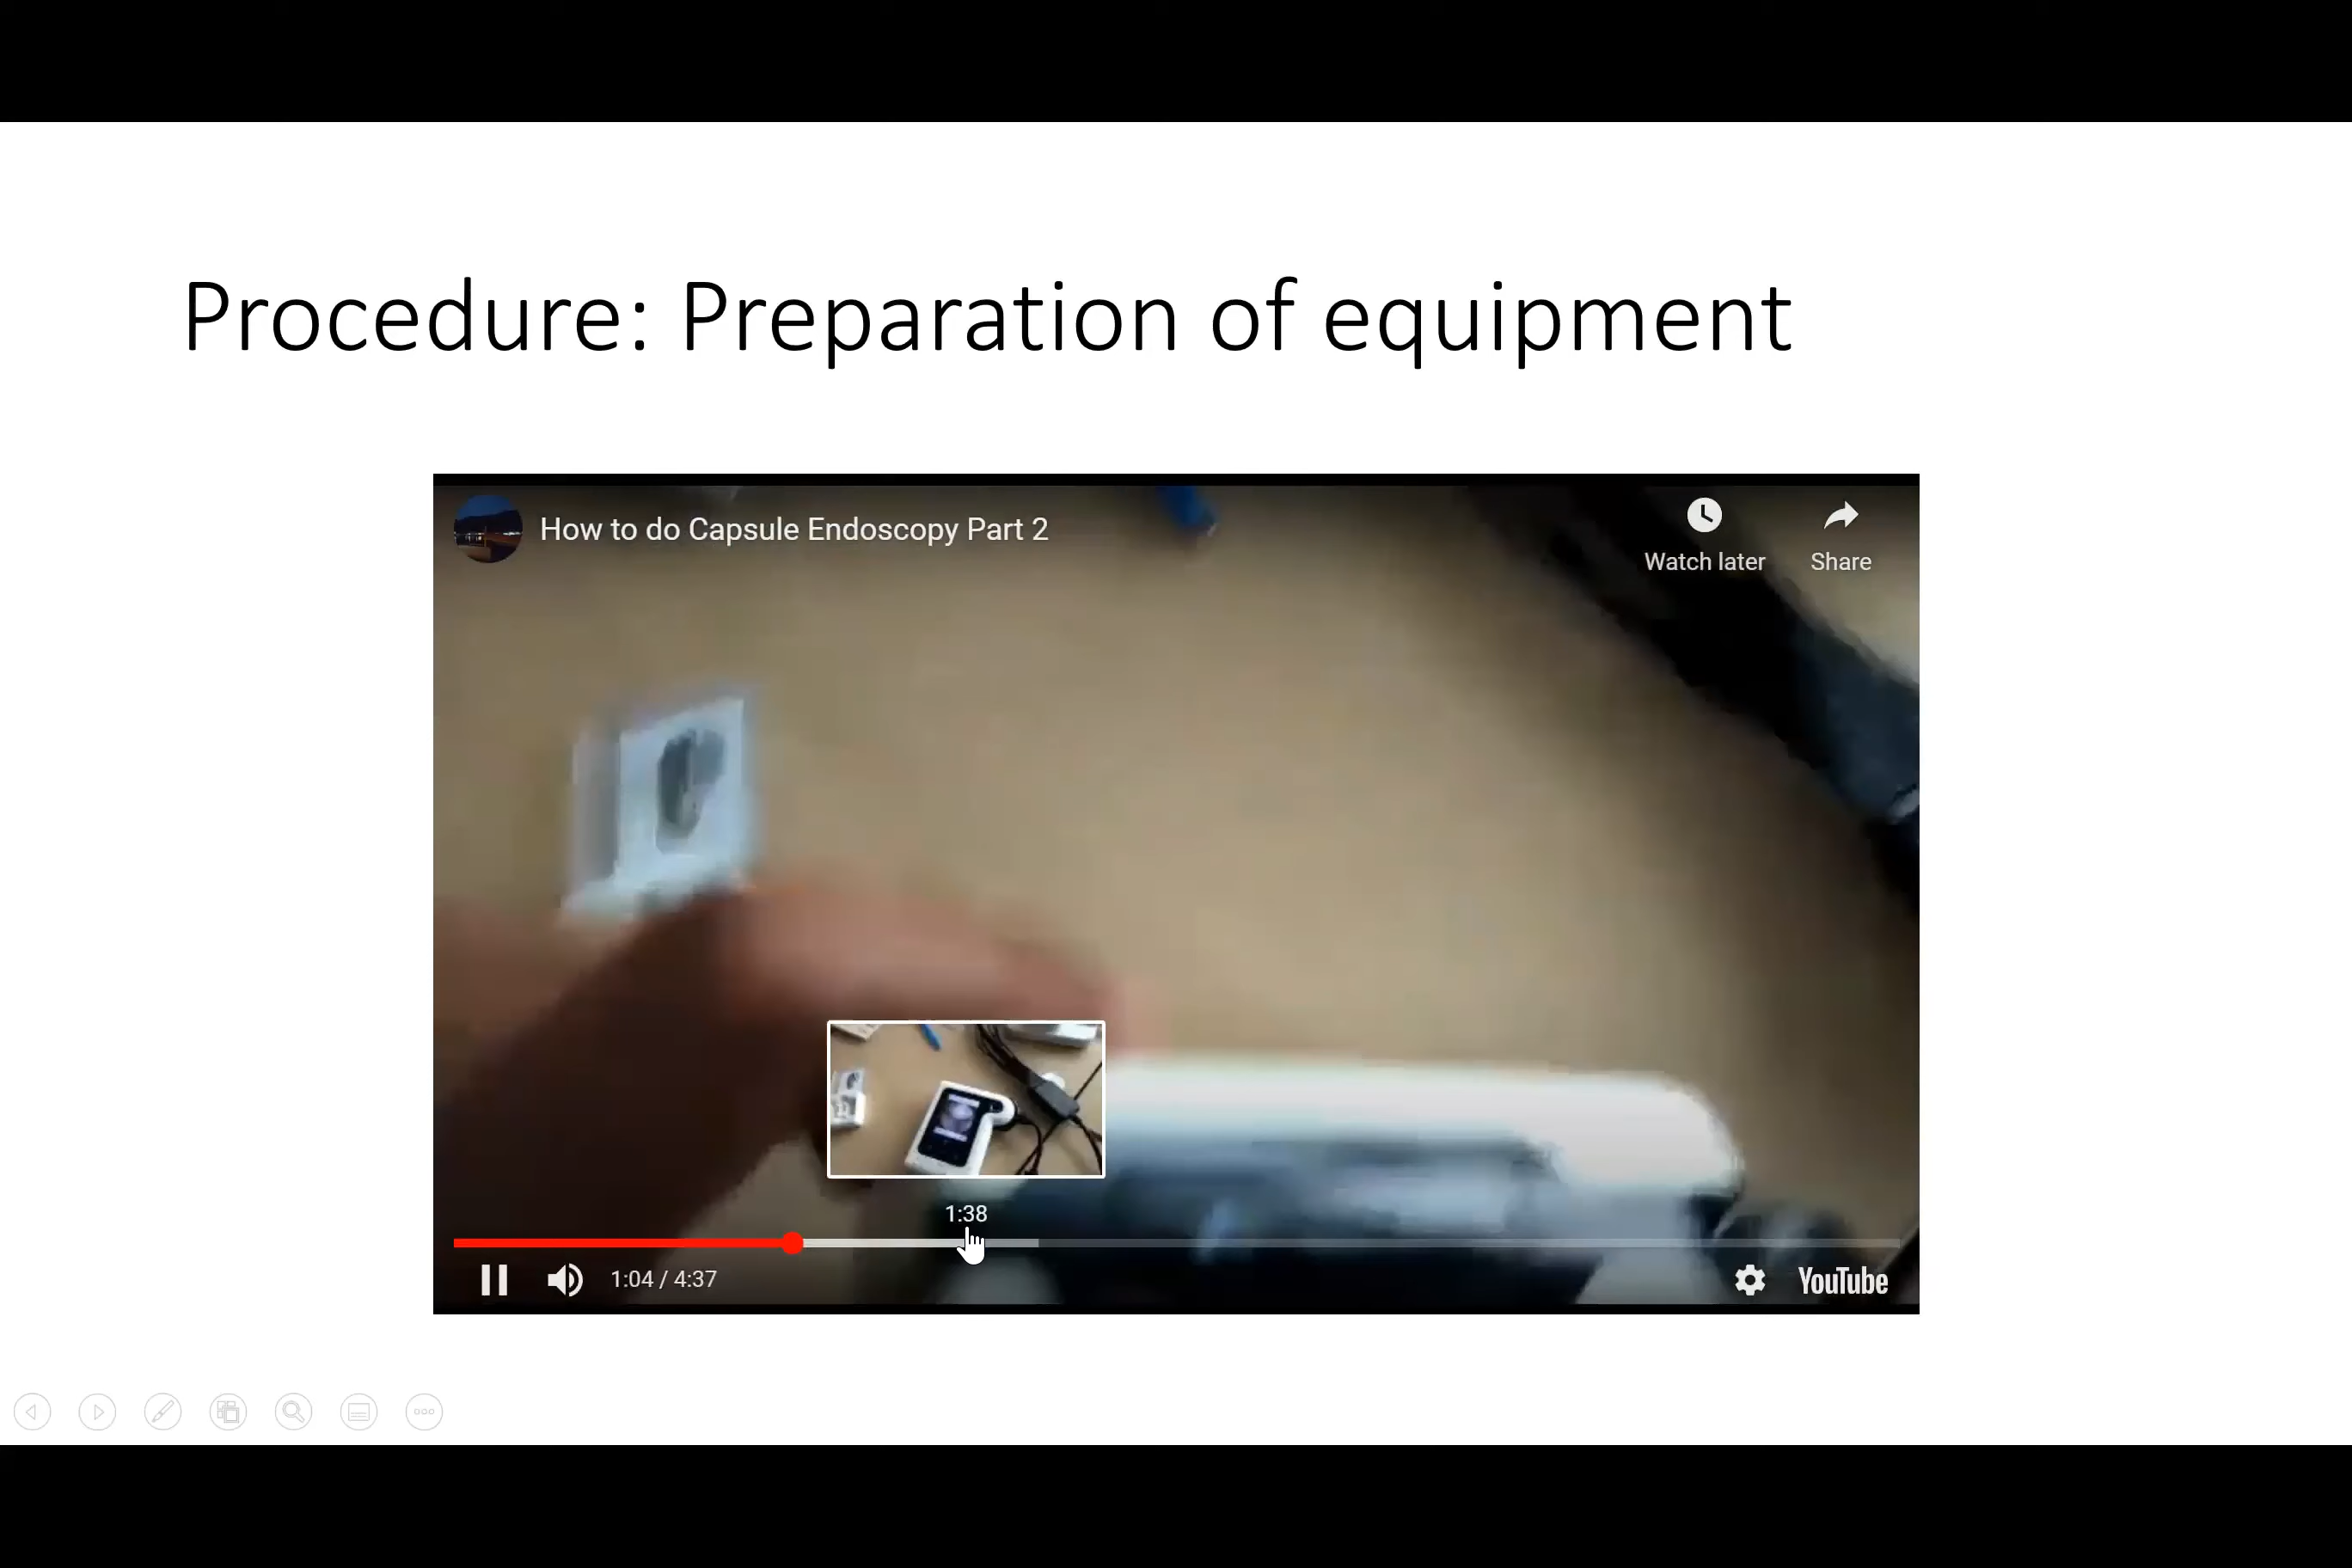 Procedure: Preparation of equipment
How to do Capsule Endoscopy Part 2
Watch later
Share
1:38
1:04 / 4:37
YouTube